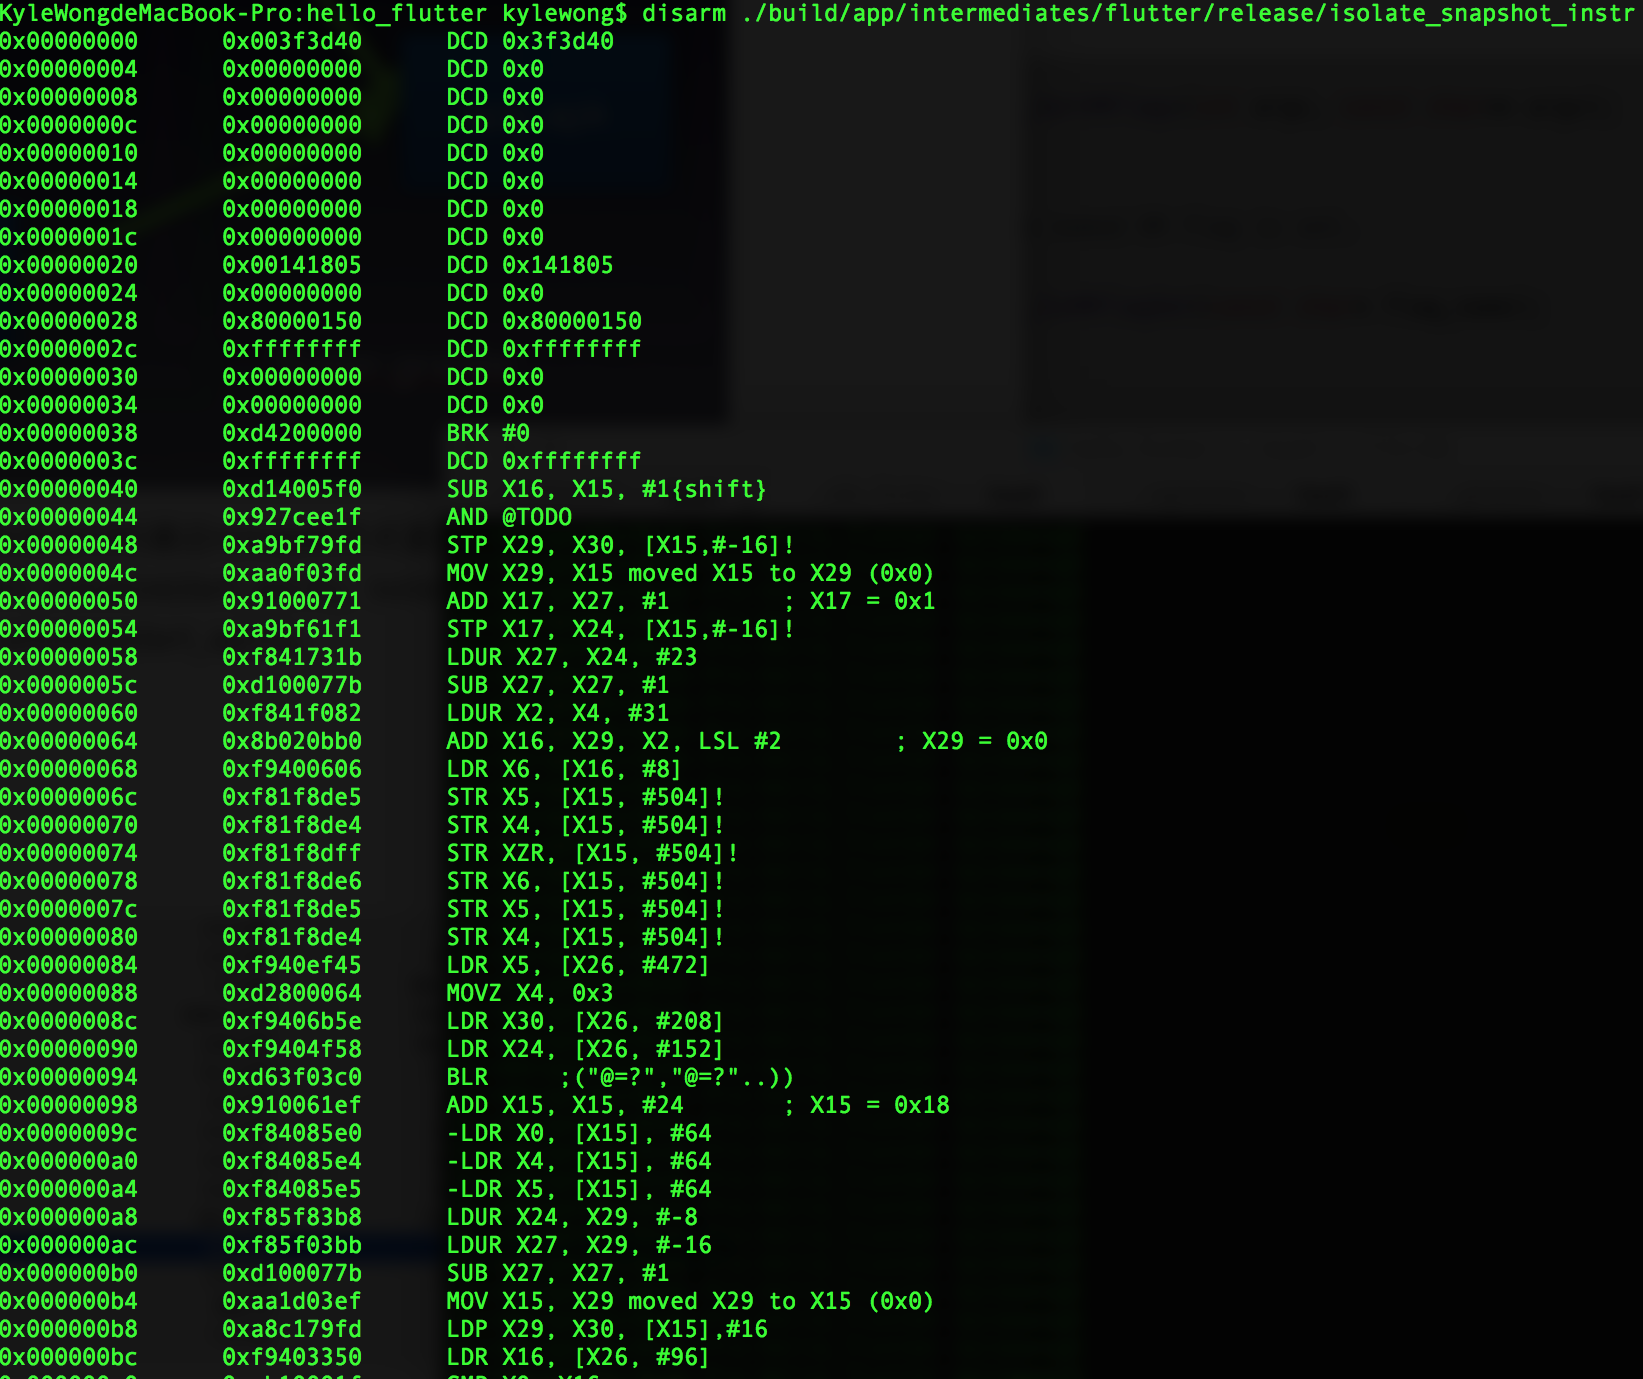 KyleWongdeMacBook-Pro:hello_flutter kylewong$ disarm ./build/app/intermediates/flutter/release/isolate_snapshot_instr
0x00000000 0x003f3d40 DCD 0x3f3d40
0x00000004 0x00000000 DCD 0x0
0x00000008 0x00000000 DCD 0x0
0x0000000c 0x00000000 DCD 0x0
0x00000010 0x00000000 DCD 0x0
0x00000014 0x00000000 DCD 0x0
0x00000018 0x00000000 DCD 0x0
0x0000001c 0x00000000 DCD 0x0
0x00000020 0x00141805 DCD 0x141805
0x00000024 0x00000000 DCD 0x0
0x00000028 0x80000150 DCD 0x80000150
0x0000002c 0xffffffff DCD 0xffffffff
0x00000030 0x00000000 DCD 0x0
0x00000034 0x00000000 DCD 0x0
0x00000038 0xd4200000 BRK #0
0x0000003c 0xffffffff DCD 0xffffffff
0x00000040 0xd14005f0 SUB X16, X15, #1{shift}
0x00000044 0x927cee1f AND @TODO
0x00000048 0xa9bf79fd STP X29, X30, [X15,#-16]!
0x0000004c 0xaa0f03fd MOV X29, X15 moved X15 to X29 (0x0)
0x00000050 0x91000771 ADD X17, X27, #1 ; X17 = 0x1
0x00000054 0xa9bf61f1 STP X17, X24, [X15,#-16]!
0x00000058 0xf841731b LDUR X27, X24, #23
0x0000005c 0xd100077b SUB X27, X27, #1
0x00000060 0xf841f082 LDUR X2, X4, #31
0x00000064 0x8b020bb0 ADD X16, X29, X2, LSL #2 ; X29 = 0x0
0x00000068 0xf9400606 LDR X6, [X16, #8]
0x0000006c 0xf81f8de5 STR X5, [X15, #504]!
0x00000070 0xf81f8de4 STR X4, [X15, #504]!
0x00000074 0xf81f8dff STR XZR, [X15, #504]!
0x00000078 0xf81f8de6 STR X6, [X15, #504]!
0x0000007c 0xf81f8de5 STR X5, [X15, #504]!
0x00000080 0xf81f8de4 STR X4, [X15, #504]!
0x00000084 0xf940ef45 LDR X5, [X26, #472]
0x00000088 0xd2800064 MOVZ X4, 0x3
0x0000008c 0xf9406b5e LDR X30, [X26, #208]
0x00000090 0xf9404f58 LDR X24, [X26, #152]
0x00000094 0xd63f03c0 BLR ;("@=?","@=?"..))
0x00000098 0x910061ef ADD X15, X15, #24 ; X15 = 0x18
0x0000009c 0xf84085e0 -LDR X0, [X15], #64
0x000000a0 0xf84085e4 -LDR X4, [X15], #64
0x000000a4 0xf84085e5 -LDR X5, [X15], #64
0x000000a8 0xf85f83b8 LDUR X24, X29, #-8
0x000000ac 0xf85f03bb LDUR X27, X29, #-16
0x000000b0 0xd100077b SUB X27, X27, #1
0x000000b4 0xaa1d03ef MOV X15, X29 moved X29 to X15 (0x0)
0x000000b8 0xa8c179fd LDP X29, X30, [X15],#16
0x000000bc 0xf9403350 LDR X16, [X26, #96]